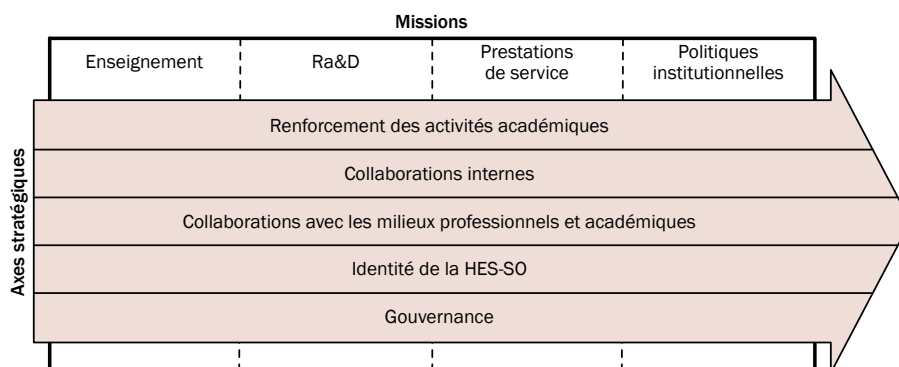 Missions
Enseignement
Ra&D
Prestations
de service
Politiques
institutionnelles
Axes stratégiques
Renforcement des activités académiques
Collaborations internes
Collaborations avec les milieux professionnels et académiques
Identité de la HES-SO
Gouvernance